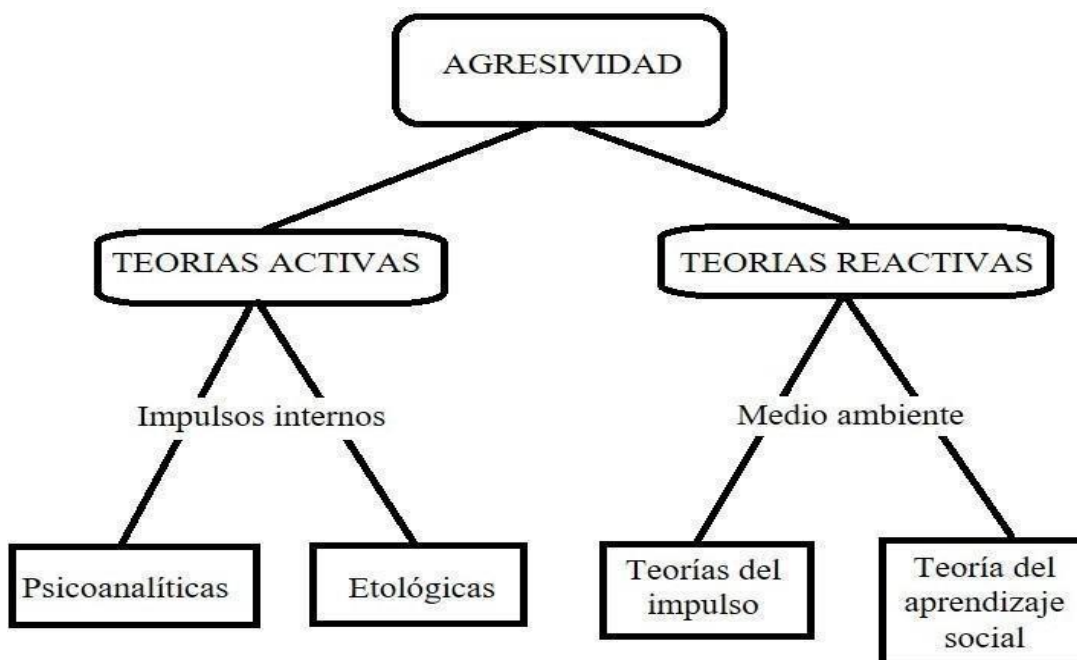 AGRESIVIDAD
TEORIAS ACTIVAS
TEORIAS REACTIVAS
Impulsos internos
Medio ambiente
Psicoanalíticas
Etológicas
Teorías del
impulso
Teoría del
aprendizaje
social